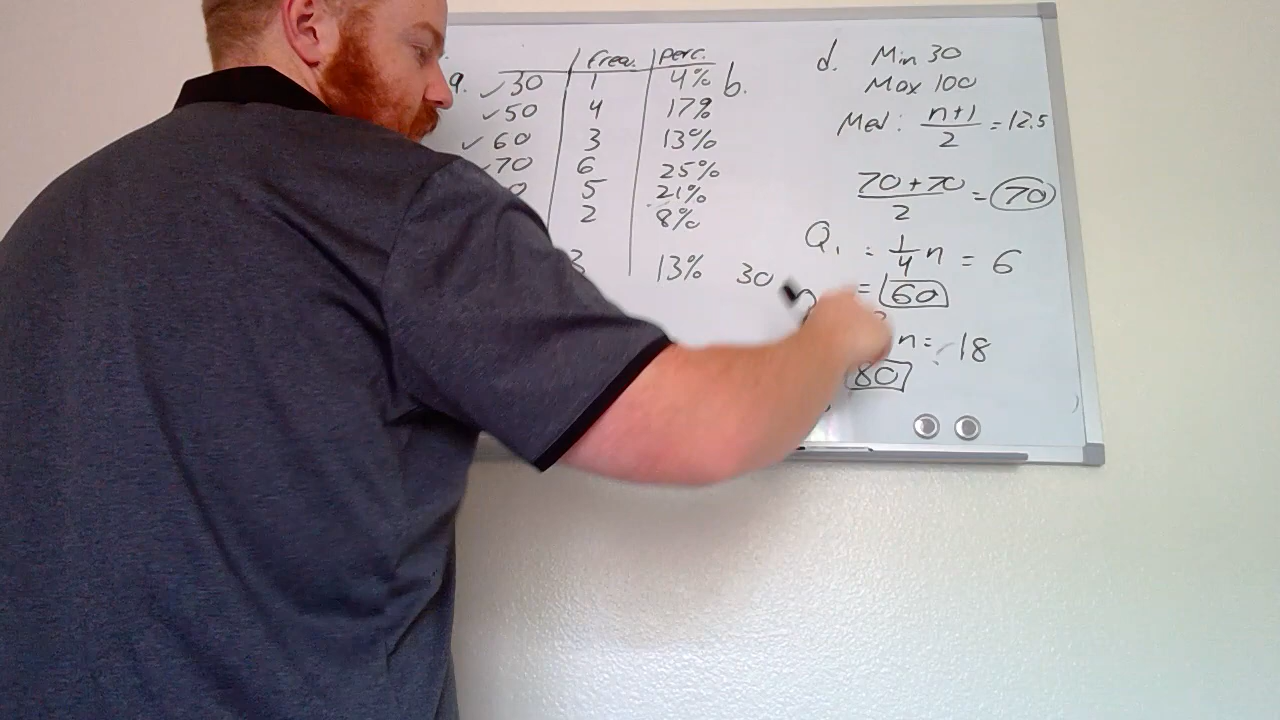 a.
Freq. Perc.
✓30 1 4%
✓50 4 17%
✓60 3 13%
✓70 6 25%
0 5 21%
2 8%
3 13%
b.
30
d. Min 30
Max 100
Med: n+1/2 = 12.5
70+70/2 = 70
Q1 = 1/4 n = 6
= 60
n = 18
80